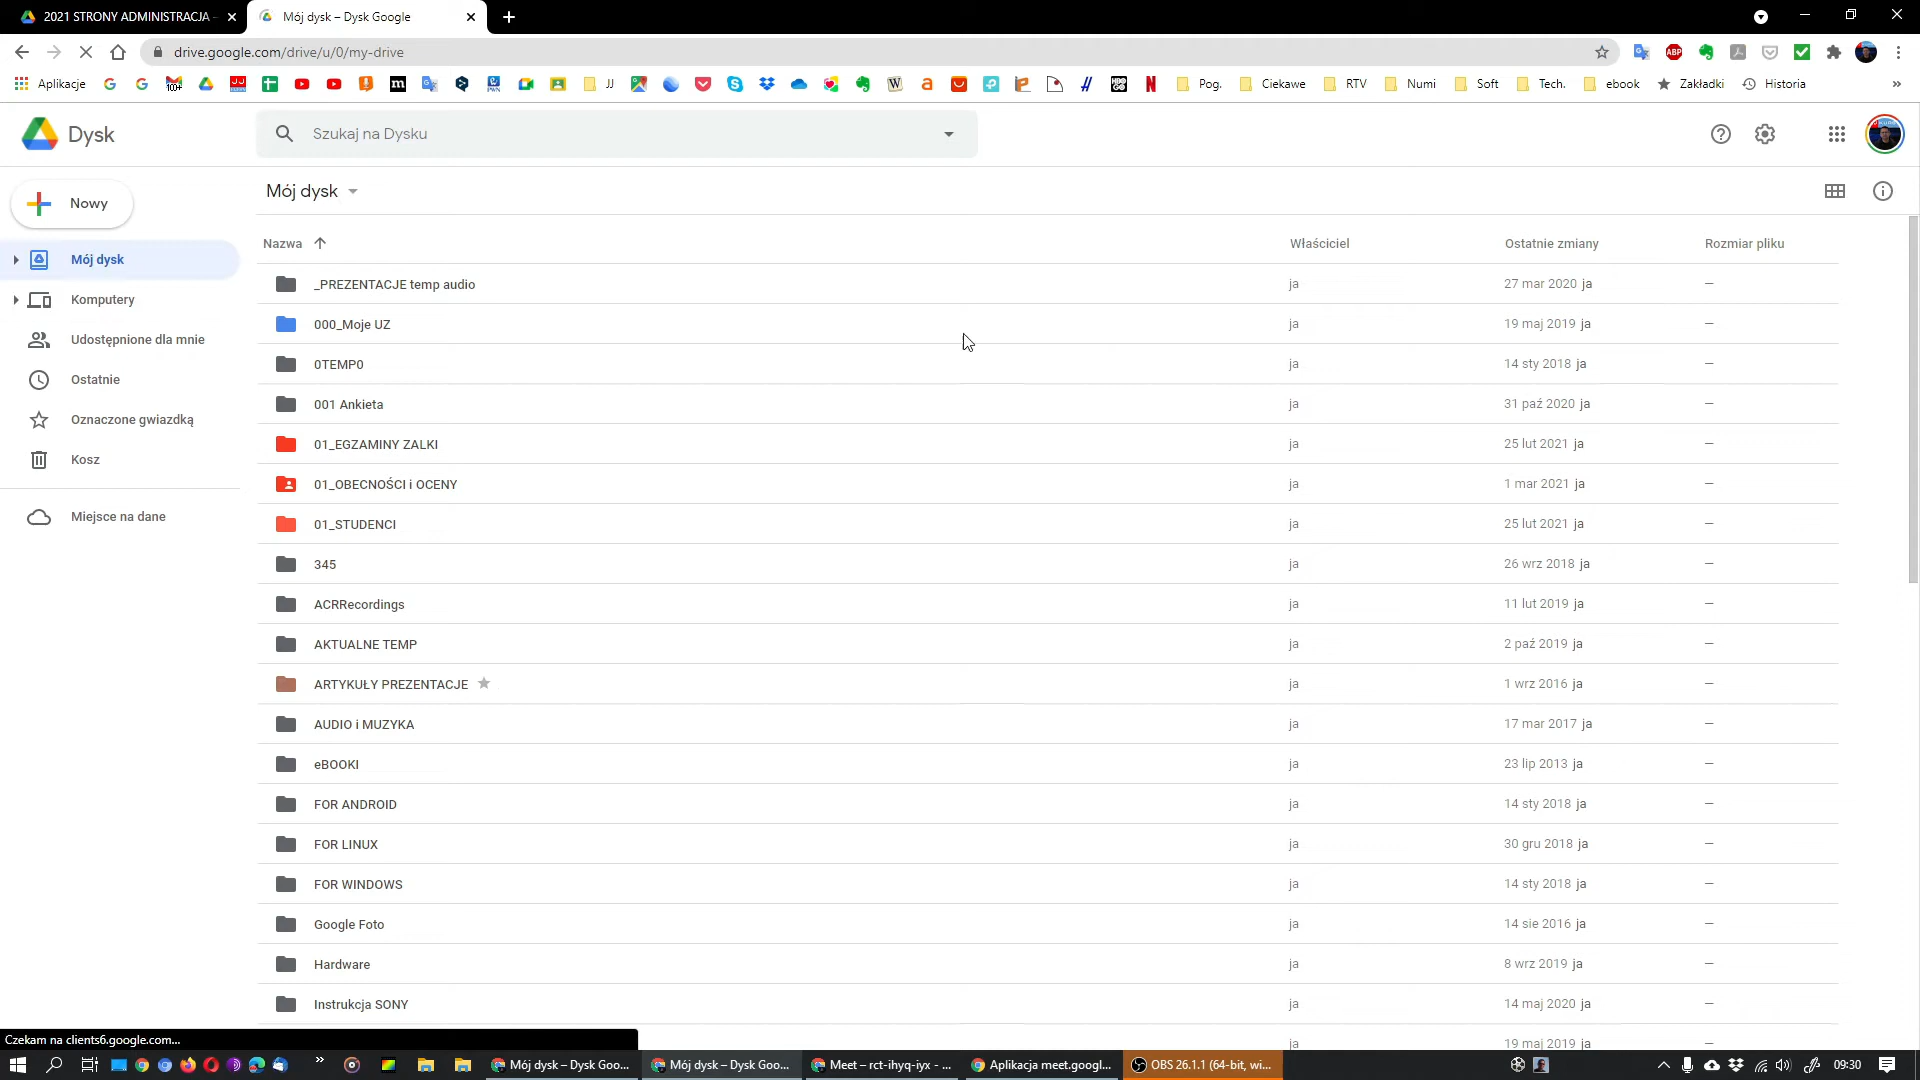 2021 STRONY ADMINISTRACJA -
Mój dysk – Dysk Google
drive.google.com/drive/u/0/my-drive
Aplikacje
JJ
Pog.
Ciekawe
RTV
Numi
Soft
Tech.
ebook
Zakładki
Historia
Dysk
Szukaj na Dysku
Nowy
Mój dysk
Komputery
Udostępnione dla mnie
Ostatnie
Oznaczone gwiazdką
Kosz
Miejsce na dane
Mój dysk
Nazwa Właściciel Ostatnie zmiany Rozmiar pliku
_PREZENTACJE temp audio ja 27 mar 2020 ja –
000_Moje UZ ja 19 maj 2019 ja –
0TEMP0 ja 14 sty 2018 ja –
001 Ankieta ja 31 paź 2020 ja –
01_EGZAMINY ZALKI ja 25 lut 2021 ja –
01_OBECNOŚCI i OCENY ja 1 mar 2021 ja –
01_STUDENCI ja 25 lut 2021 ja –
345 ja 26 wrz 2018 ja –
ACRRecordings ja 11 lut 2019 ja –
AKTUALNE TEMP ja 2 paź 2019 ja –
ARTYKUŁY PREZENTACJE ja 1 wrz 2016 ja –
AUDIO i MUZYKA ja 17 mar 2017 ja –
eBOOKI ja 23 lip 2013 ja –
FOR ANDROID ja 14 sty 2018 ja –
FOR LINUX ja 30 gru 2018 ja –
FOR WINDOWS ja 14 sty 2018 ja –
Google Foto ja 14 sie 2016 ja –
Hardware ja 8 wrz 2019 ja –
Instrukcja SONY ja 14 maj 2020 ja –
ja 19 maj 2019 ja –
Czekam na clients6.google.com...
Mój dysk – Dysk Goo...
Mój dysk – Dysk Goo...
Meet – rct-ihyq-iyx - ...
Aplikacja meet.googl...
OBS 26.1.1 (64-bit, wi...
09:30